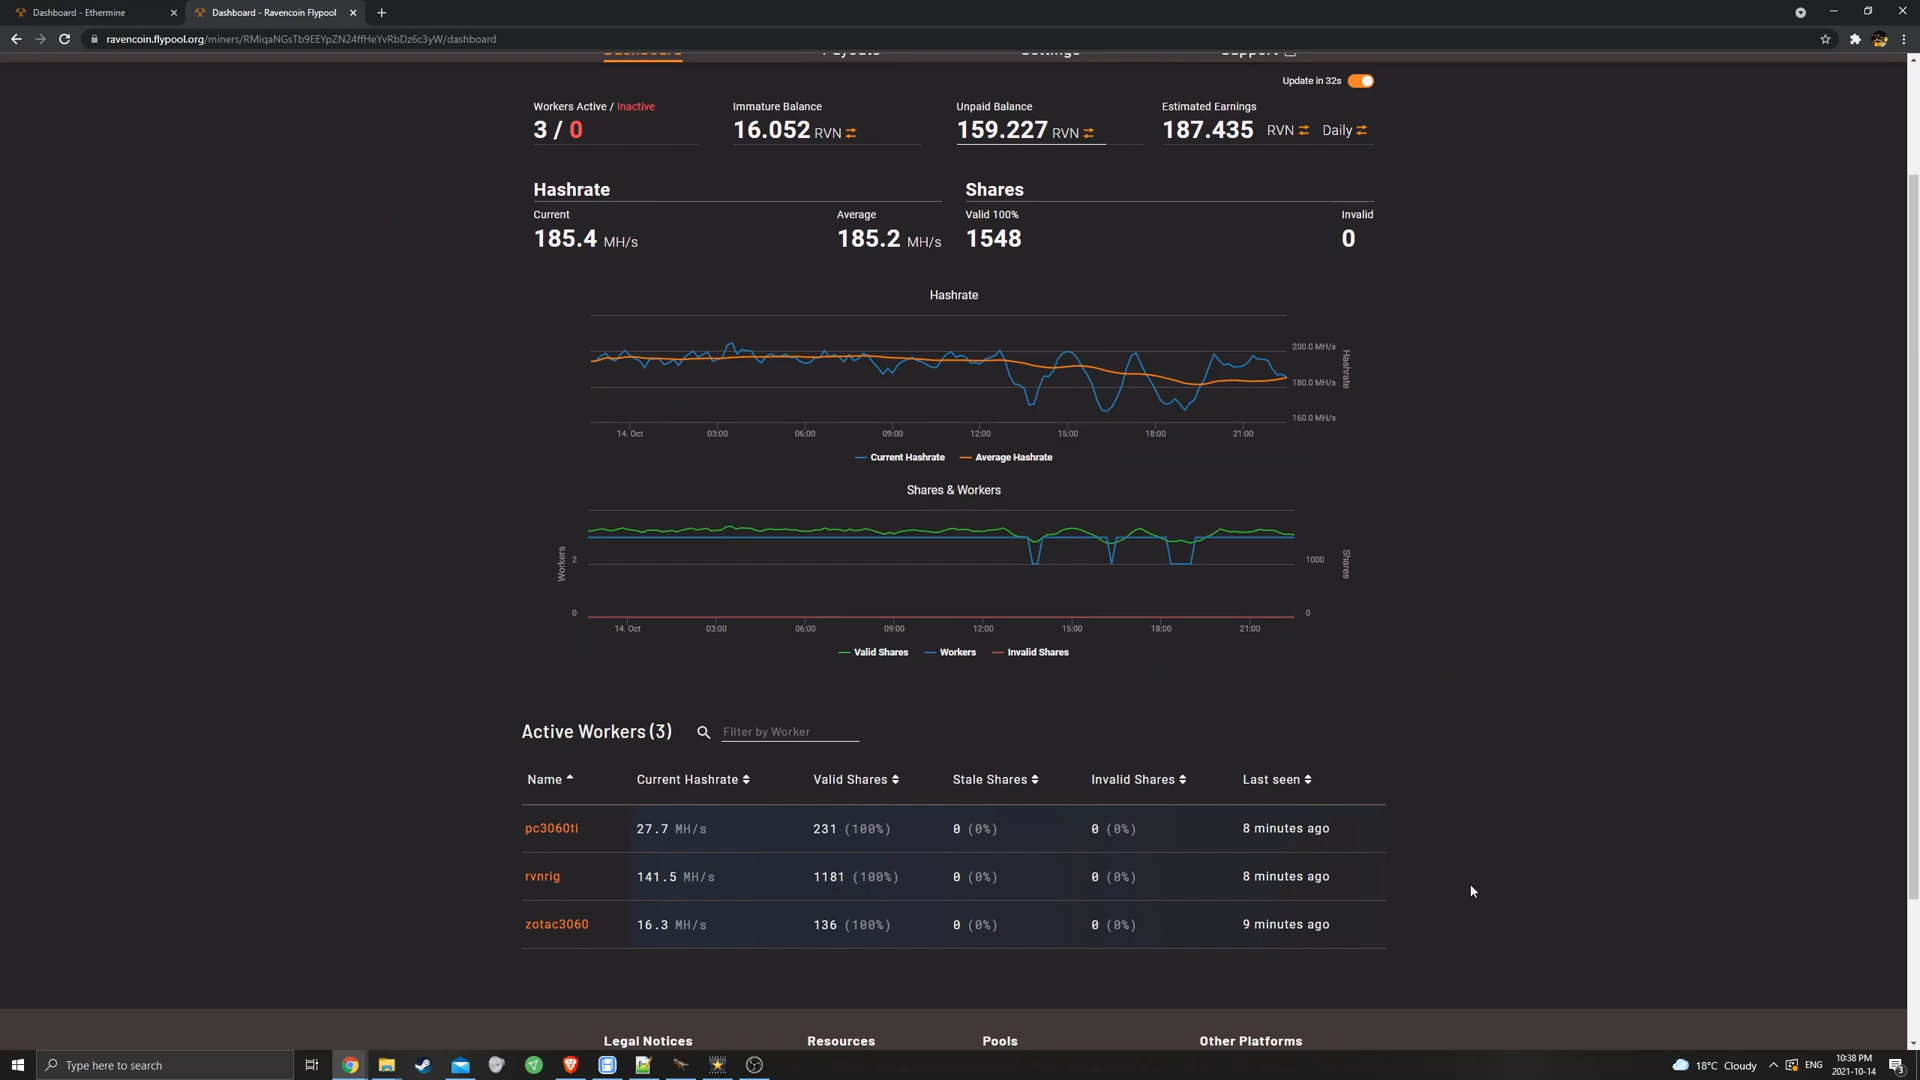 Dashboard - Ethermine
Dashboard - Ravencoin Flypool
ravencoin.flypool.org/miners/RMiqaNGsTb9EEYpZN24ffHeYvRbDz6c3yW/dashboard
Dashboard Payouts Settings Support
Update in 32s
Workers Active / Inactive
3 / 0
Immature Balance
16.052 RVN
Unpaid Balance
159.227 RVN
Estimated Earnings
187.435 RVN Daily
Hashrate
Current
185.4 MH/s
Average
185.2 MH/s
Shares
Valid 100%
1548
Invalid
0
Hashrate
200.0 MH/s
180.0 MH/s
160.0 MH/s
Hashrate
14. Oct 03:00 06:00 09:00 12:00 15:00 18:00 21:00
Current Hashrate Average Hashrate
Shares & Workers
Workers
2
0
1000
0
Shares
14. Oct 03:00 06:00 09:00 12:00 15:00 18:00 21:00
Valid Shares Workers Invalid Shares
Active Workers (3) Filter by Worker
Name Current Hashrate Valid Shares Stale Shares Invalid Shares Last seen
pc3060ti 27.7 MH/s 231 (100%) 0 (0%) 0 (0%) 8 minutes ago
rvnrig 141.5 MH/s 1181 (100%) 0 (0%) 0 (0%) 8 minutes ago
zotac3060 16.3 MH/s 136 (100%) 0 (0%) 0 (0%) 9 minutes ago
Legal Notices Resources Pools Other Platforms
Type here to search
18°C Cloudy
ENG
10:38 PM
2021-10-14
3